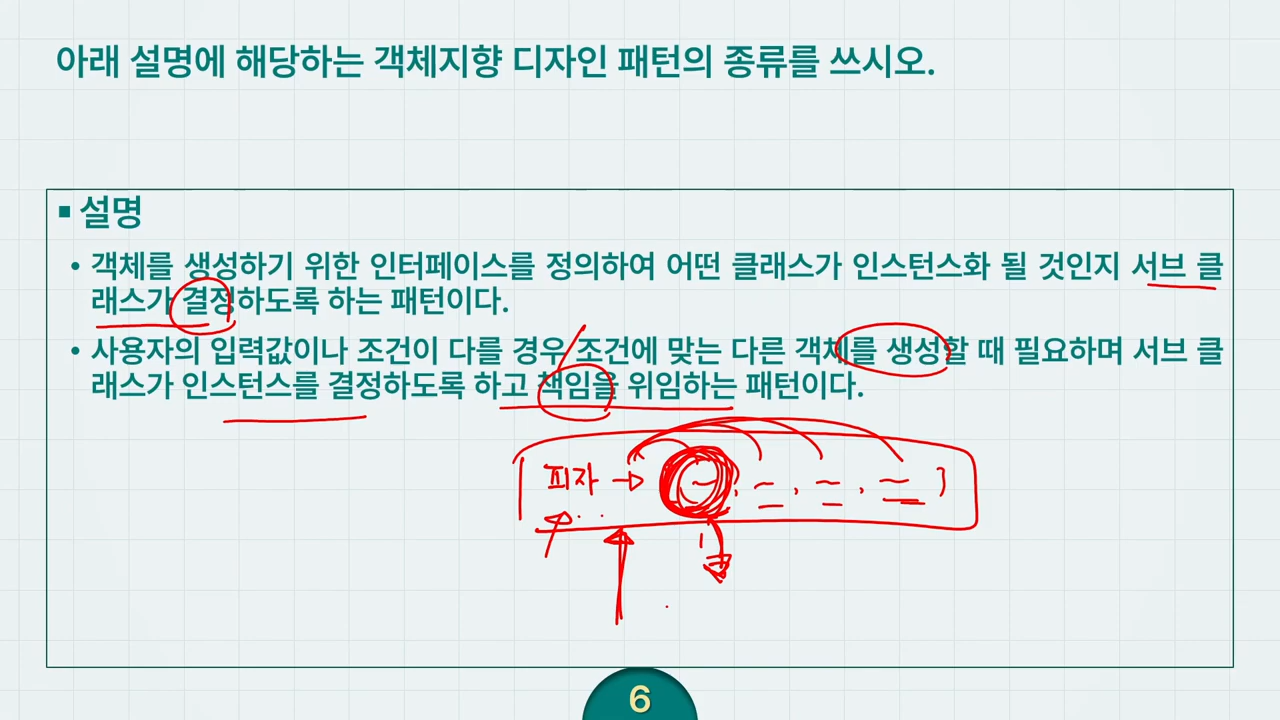 아래 설명에 해당하는 객체지향 디자인 패턴의 종류를 쓰시오.
▪ 설명
• 객체를 생성하기 위한 인터페이스를 정의하여 어떤 클래스가 인스턴스화 될 것인지 서브 클
래스가 결정하도록 하는 패턴이다.
• 사용자의 입력값이나 조건이 다를 경우 조건에 맞는 다른 객체를 생성할 때 필요하며 서브 클
래스가 인스턴스를 결정하도록 하고 책임을 위임하는 패턴이다.
피자
6